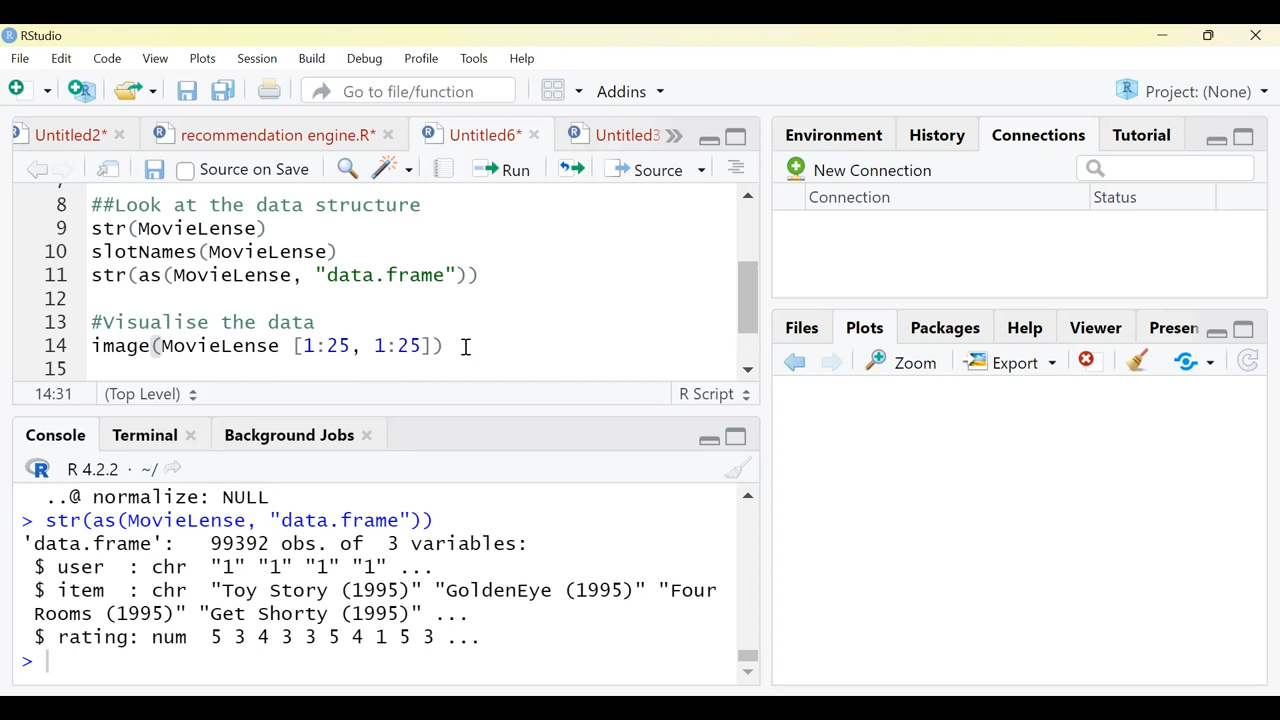 RStudio
File Edit Code View Plots Session Build Debug Profile Tools Help
Go to file/function Addins Project: (None)
Untitled2* recommendation engine.R* Untitled6* Untitled3
Source on Save Run Source
8 ##Look at the data structure
9 str(MovieLense)
10 slotNames(MovieLense)
11 str(as(MovieLense, "data.frame"))
12
13 #Visualise the data
14 image(MovieLense [1:25, 1:25])
15
14:31 (Top Level) R Script
Console Terminal Background Jobs
R 4.2.2 · ~/
..@ normalize: NULL
> str(as(MovieLense, "data.frame"))
'data.frame': 99392 obs. of 3 variables:
$ user : chr "1" "1" "1" "1" ...
$ item : chr "Toy Story (1995)" "GoldenEye (1995)" "Four
Rooms (1995)" "Get Shorty (1995)" ...
$ rating: num 5 3 4 3 3 5 4 1 5 3 ...
>
Environment History Connections Tutorial
New Connection
Connection Status
Files Plots Packages Help Viewer Presen
Zoom Export